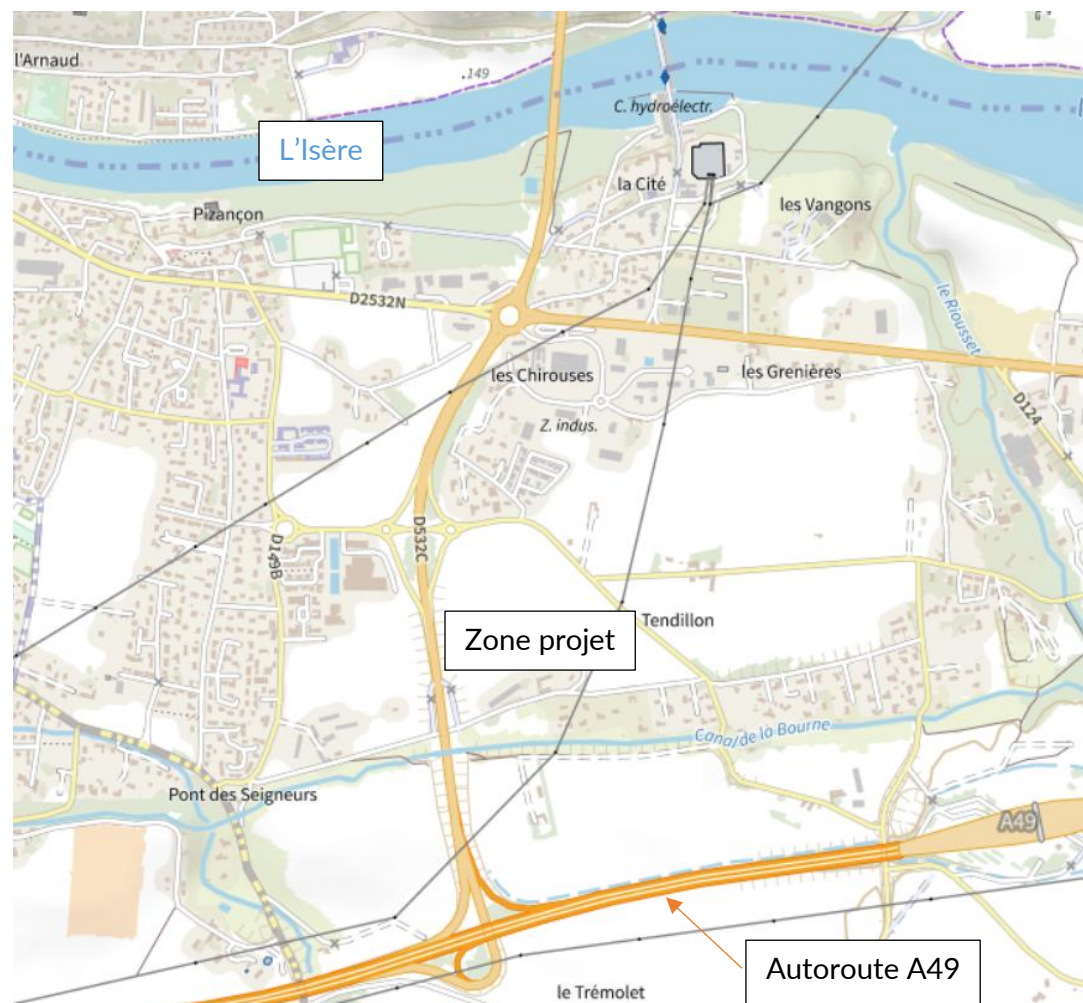 l'Arnaud
.149
C. hydroélectr.
L'Isère
la Cité
les Vangons
Pizançon
le Riousset
D2532N
les Chirouses
les Grenières
D124
Z. indus.
D532C
D149B
Tendillon
Zone projet
Canal de la Bourne
Pont des Seigneurs
A49
Autoroute A49
le Trémolet